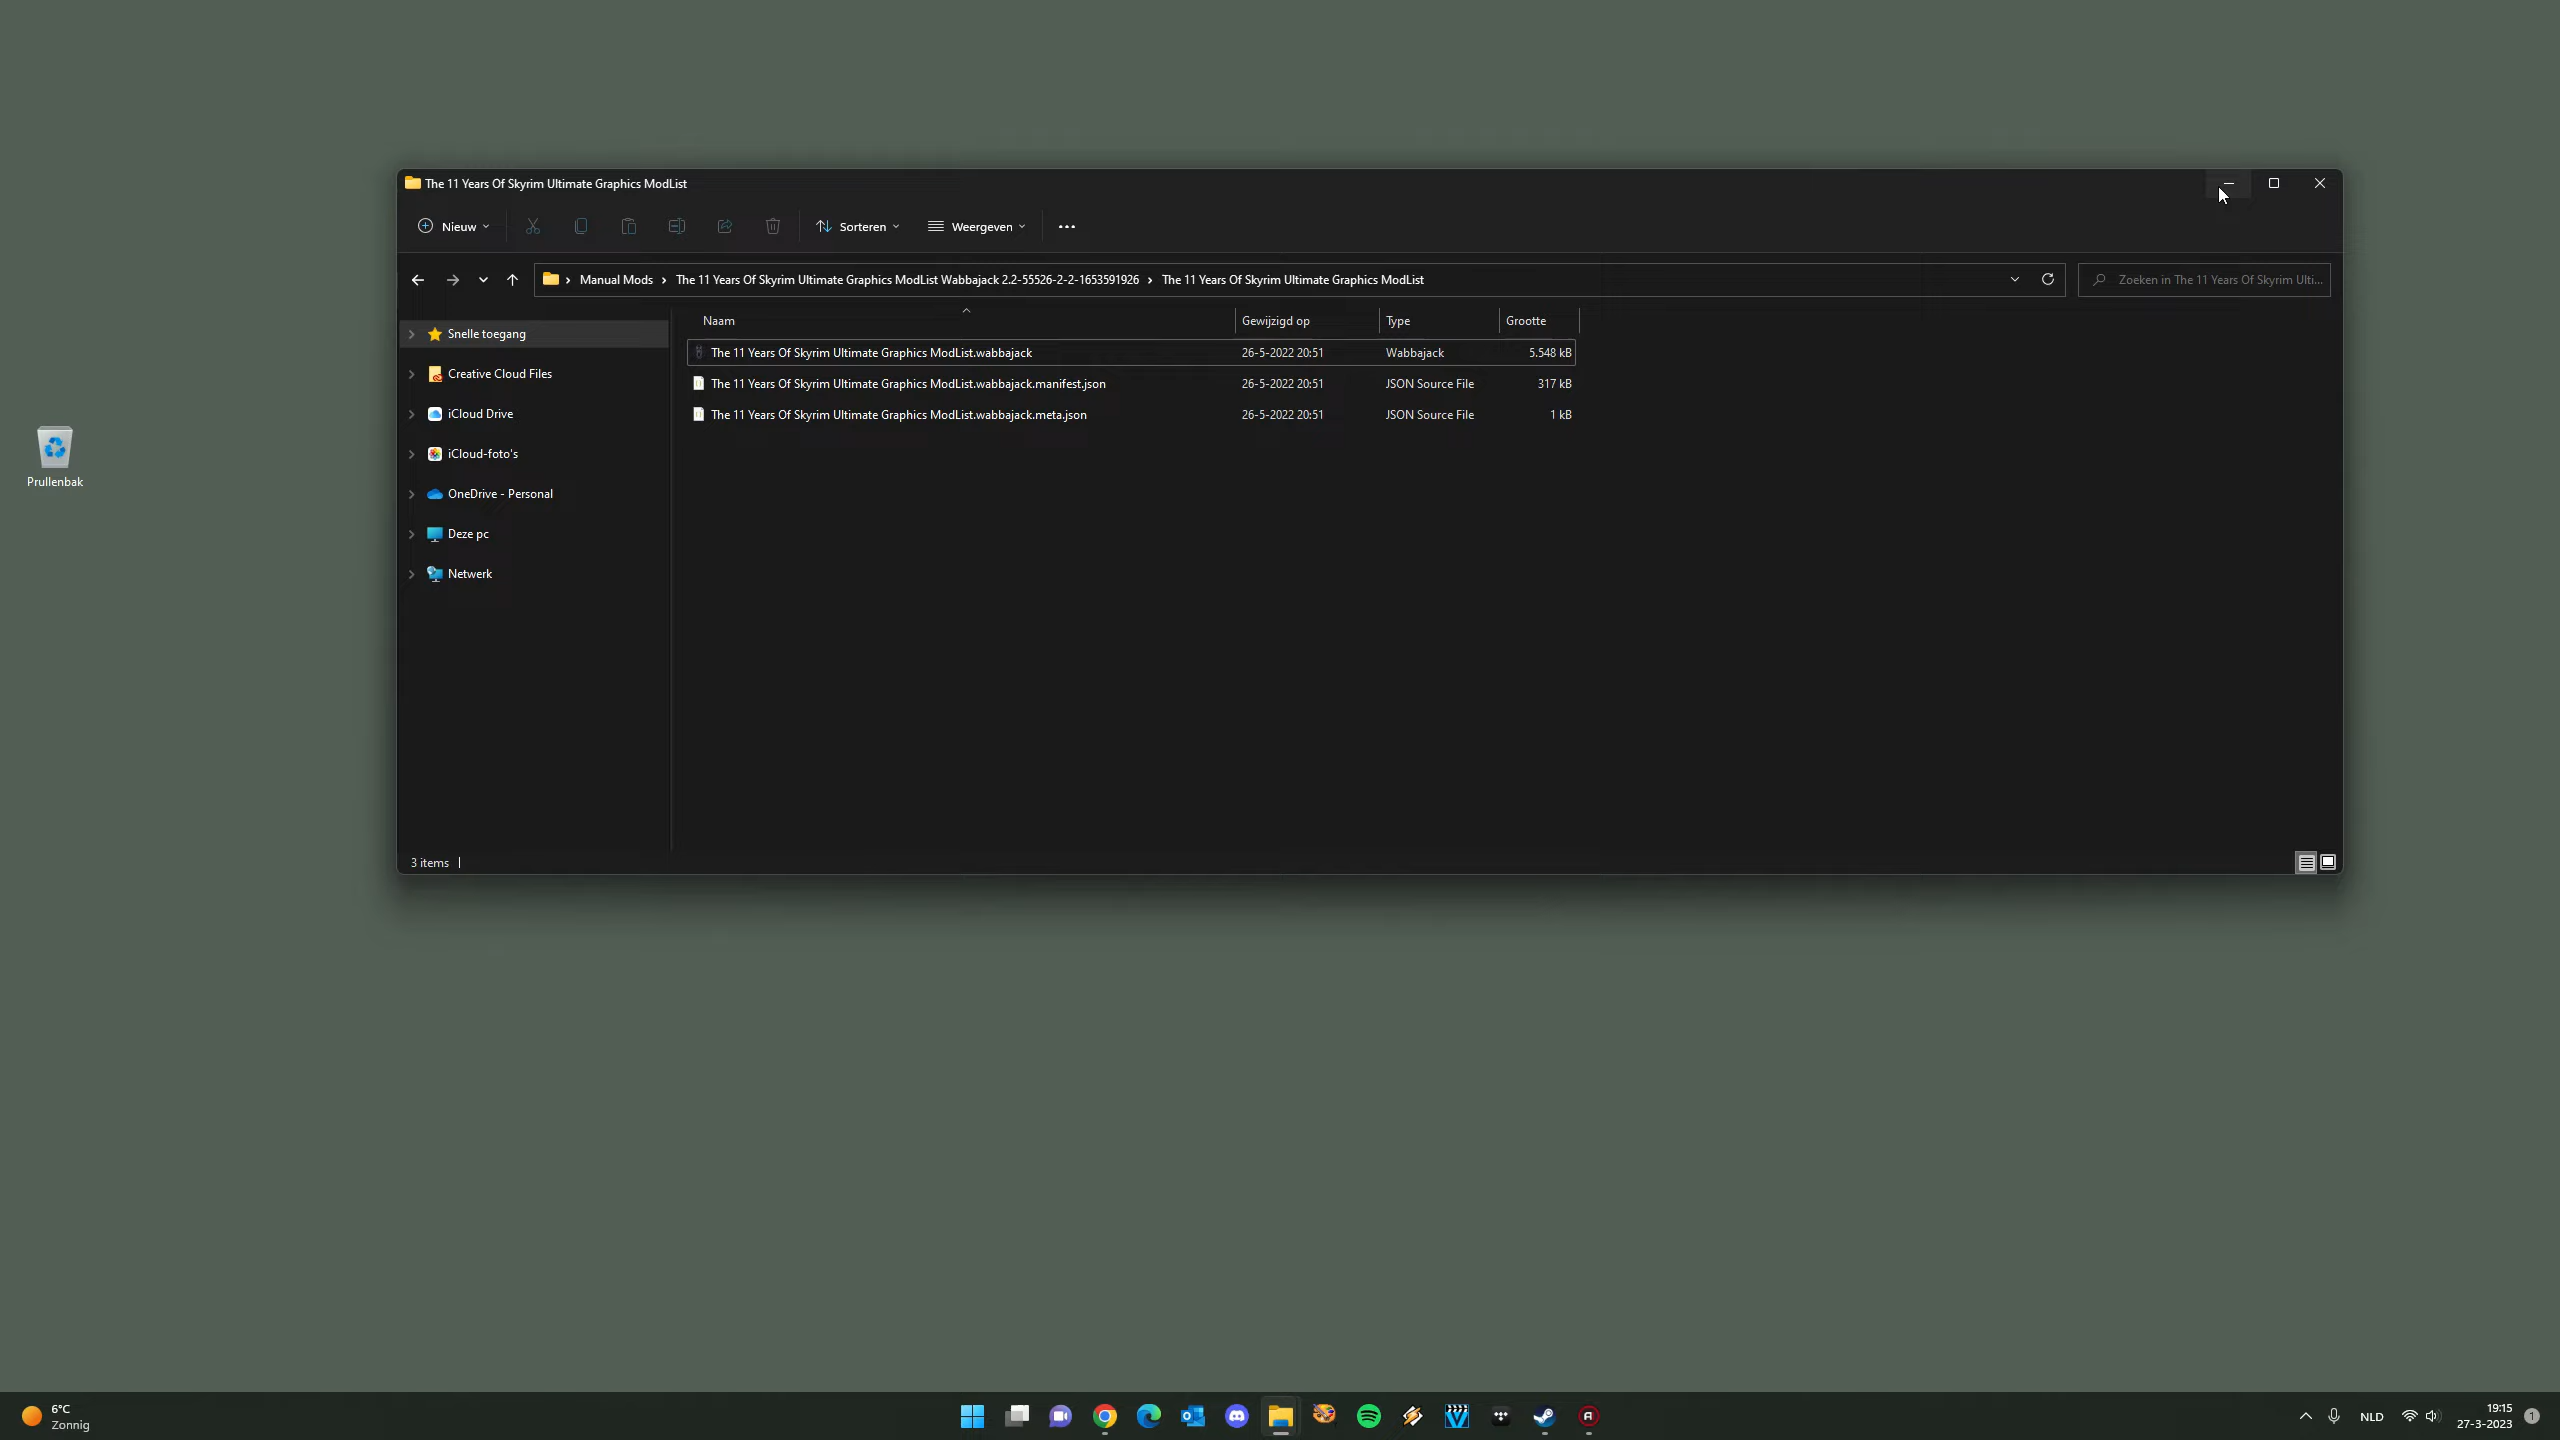 The 11 Years Of Skyrim Ultimate Graphics ModList
Nieuw
Sorteren
Weergeven
Manual Mods > The 11 Years Of Skyrim Ultimate Graphics ModList Wabbajack 2.2-55526-2-2-1653591926 > The 11 Years Of Skyrim Ultimate Graphics ModList
Zoeken in The 11 Years Of Skyrim Ulti...
Naam Gewijzigd op Type Grootte
The 11 Years Of Skyrim Ultimate Graphics ModList.wabbajack 26-5-2022 20:51 Wabbajack 5.548 kB
The 11 Years Of Skyrim Ultimate Graphics ModList.wabbajack.manifest.json 26-5-2022 20:51 JSON Source File 317 kB
The 11 Years Of Skyrim Ultimate Graphics ModList.wabbajack.meta.json 26-5-2022 20:51 JSON Source File 1 kB
Snelle toegang
Creative Cloud Files
iCloud Drive
iCloud-foto's
OneDrive - Personal
Deze pc
Netwerk
Prullenbak
3 items
6°C
Zonnig
NLD
19:15
27-3-2023
1